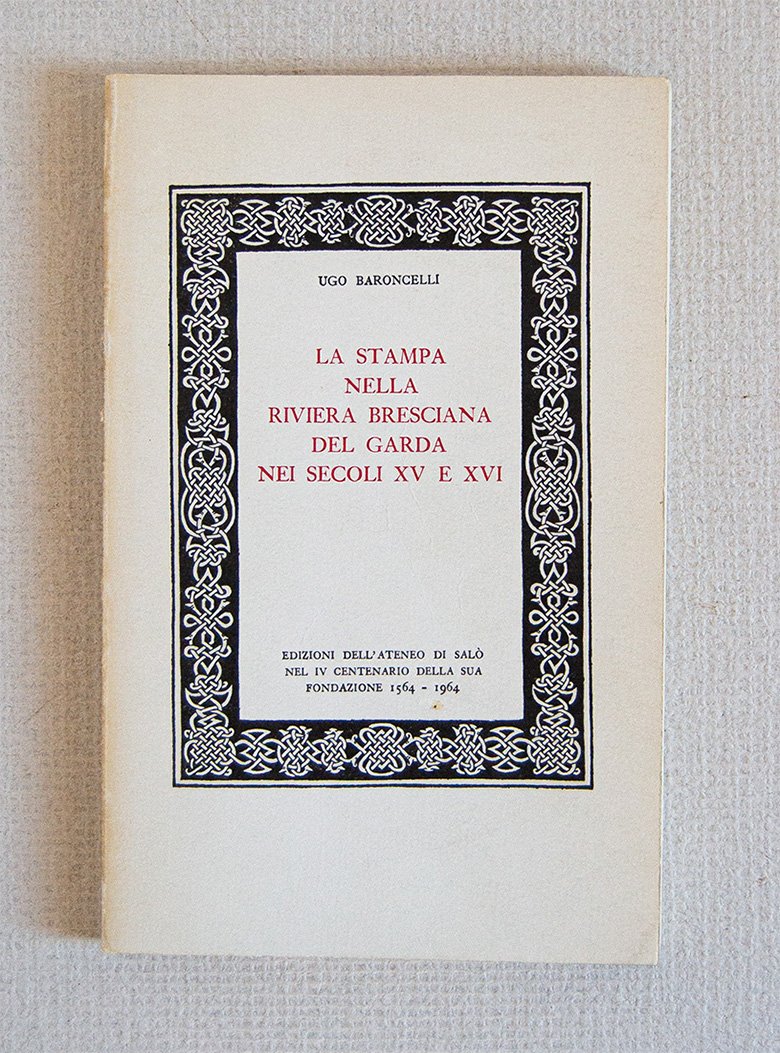 UGO BARONCELLI
LA STAMPA
NELLA
RIVIERA BRESCIANA
DEL GARDA
NEI SECOLI XV E XVI
EDIZIONI DELL'ATENEO DI SALÒ
NEL IV CENTENARIO DELLA SUA
FONDAZIONE 1564 - 1964